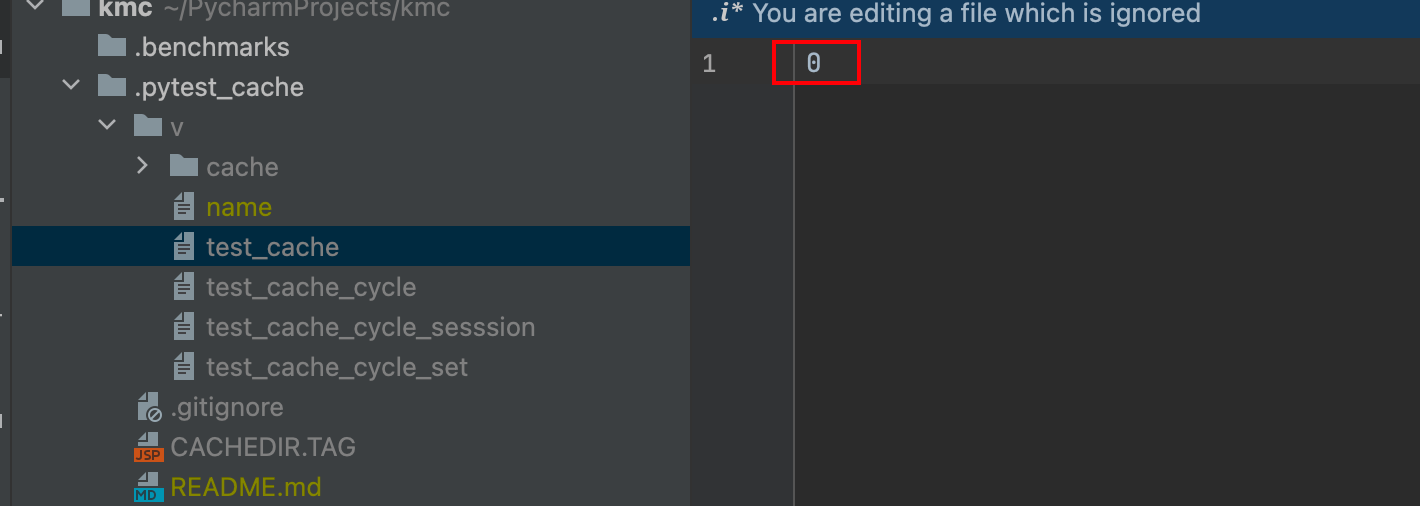 kmc ~/PycharmProjects/kmc
.benchmarks
.pytest_cache
v
cache
name
test_cache
test_cache_cycle
test_cache_cycle_sesssion
test_cache_cycle_set
.gitignore
JSP CACHEDIR.TAG
MD README.md
.i* You are editing a file which is ignored
1 0